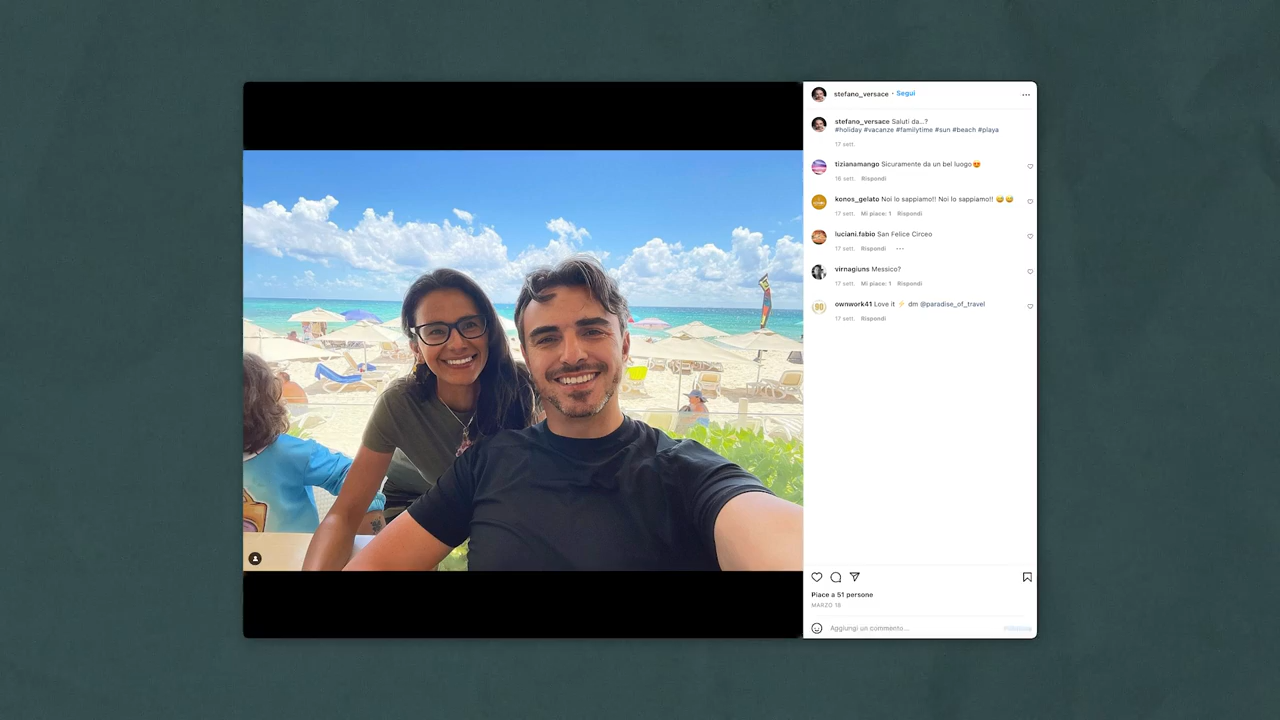 stefano_versace • Segui
stefano_versace Saluti da...?
#holiday #vacanze #familytime #sun #beach #playa
17 sett.
tizianamango Sicuramente da un bel luogo😍
16 sett. Rispondi
konos_gelato Noi lo sappiamo!! Noi lo sappiamo!! 😅😅
17 sett. Mi piace: 1 Rispondi
luciani.fabio San Felice Circeo
17 sett. Rispondi
virnagiuns Messico?
17 sett. Mi piace: 1 Rispondi
ownwork41 Love it ⚡ dm @paradise_of_travel
17 sett. Rispondi
Piace a 51 persone
MARZO 18
Aggiungi un commento...